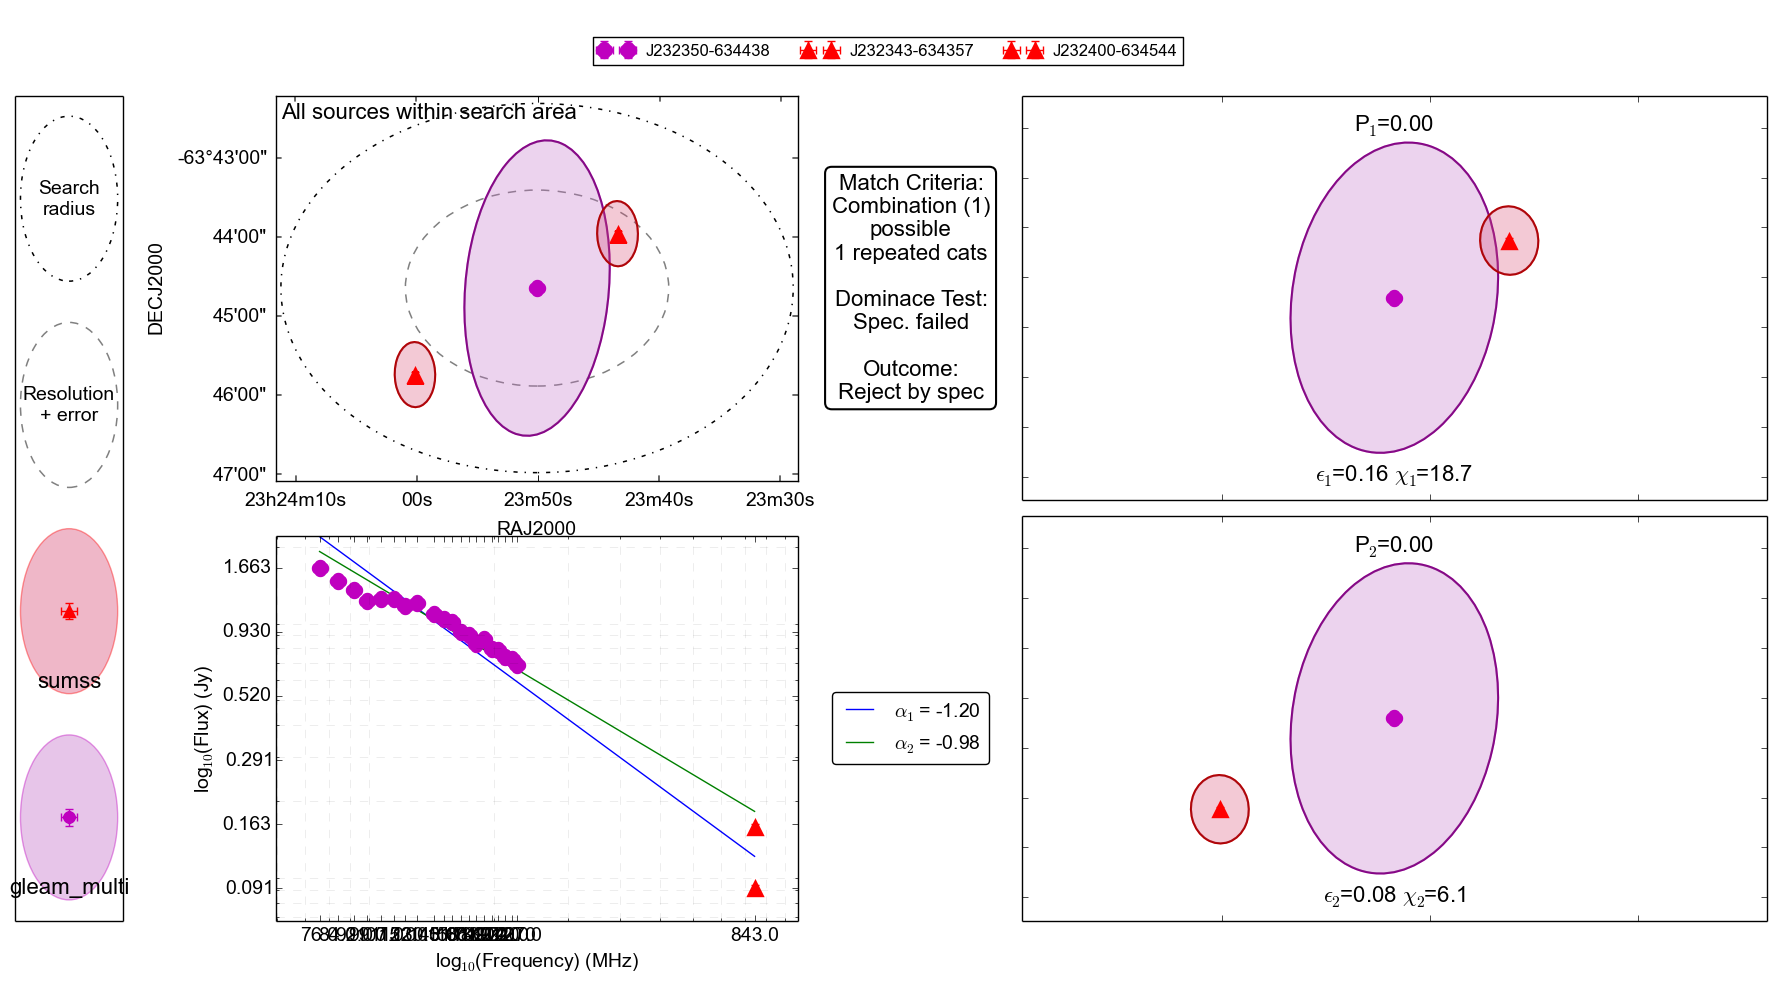 J232350-634438 J232343-634357 J232400-634544
Search
radius
Resolution
+ error
sumss
gleam_multi
All sources within search area
DECJ2000
-63°43'00"
44'00"
45'00"
46'00"
47'00"
23h24m10s 00s 23m50s 23m40s 23m30s
RAJ2000
Match Criteria:
Combination (1)
possible
1 repeated cats
Dominace Test:
Spec. failed
Outcome:
Reject by spec
P1=0.00
ϵ1=0.16 χ1=18.7
log10(Flux) (Jy)
1.663
0.930
0.520
0.291
0.163
0.091
843.0
log10(Frequency) (MHz)
α1 = -1.20
α2 = -0.98
P2=0.00
ϵ2=0.08 χ2=6.1